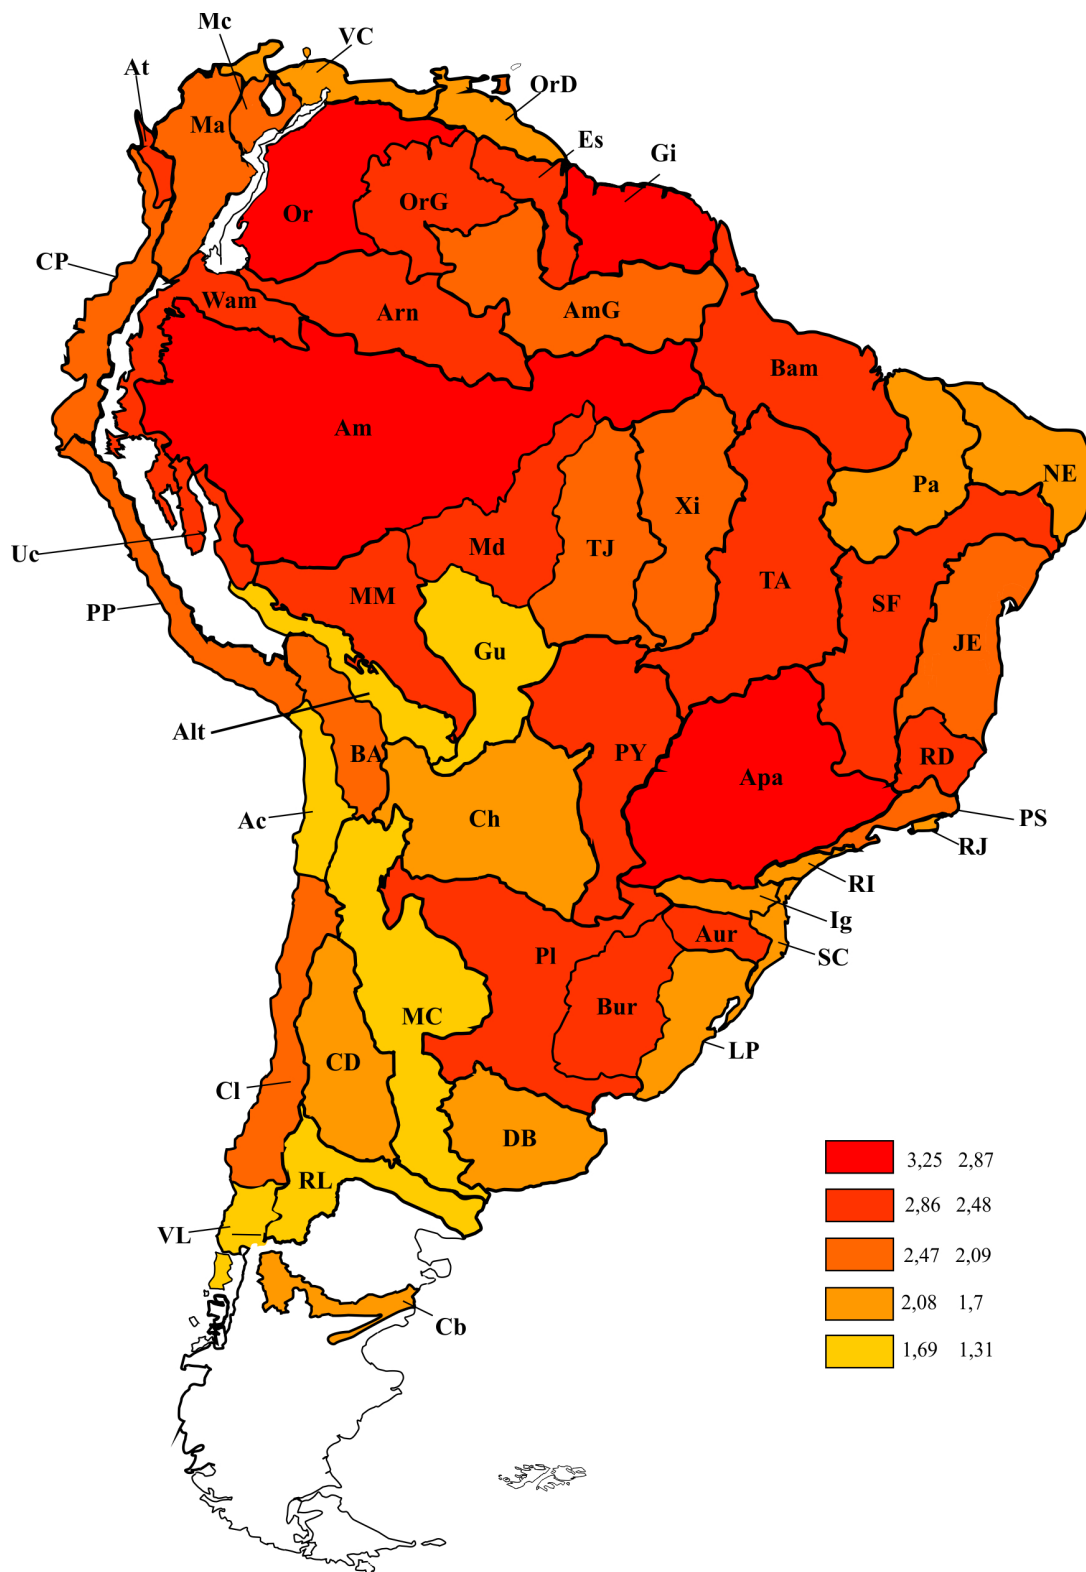 Mc
VC
At
OrD
Ma
Es
Gi
OrG
Or
CP
Wam
Arn
AmG
Bam
Am
Pa
NE
Xi
Uc
Md
TJ
TA
MM
SF
PP
Gu
JE
Alt
BA
PY
RD
Apa
Ac
Ch
PS
RJ
RI
Ig
Aur
SC
Pl
Bur
MC
LP
CD
Cl
DB
RL
VL
Cb
3,25 2,87
2,86 2,48
2,47 2,09
2,08 1,7
1,69 1,31